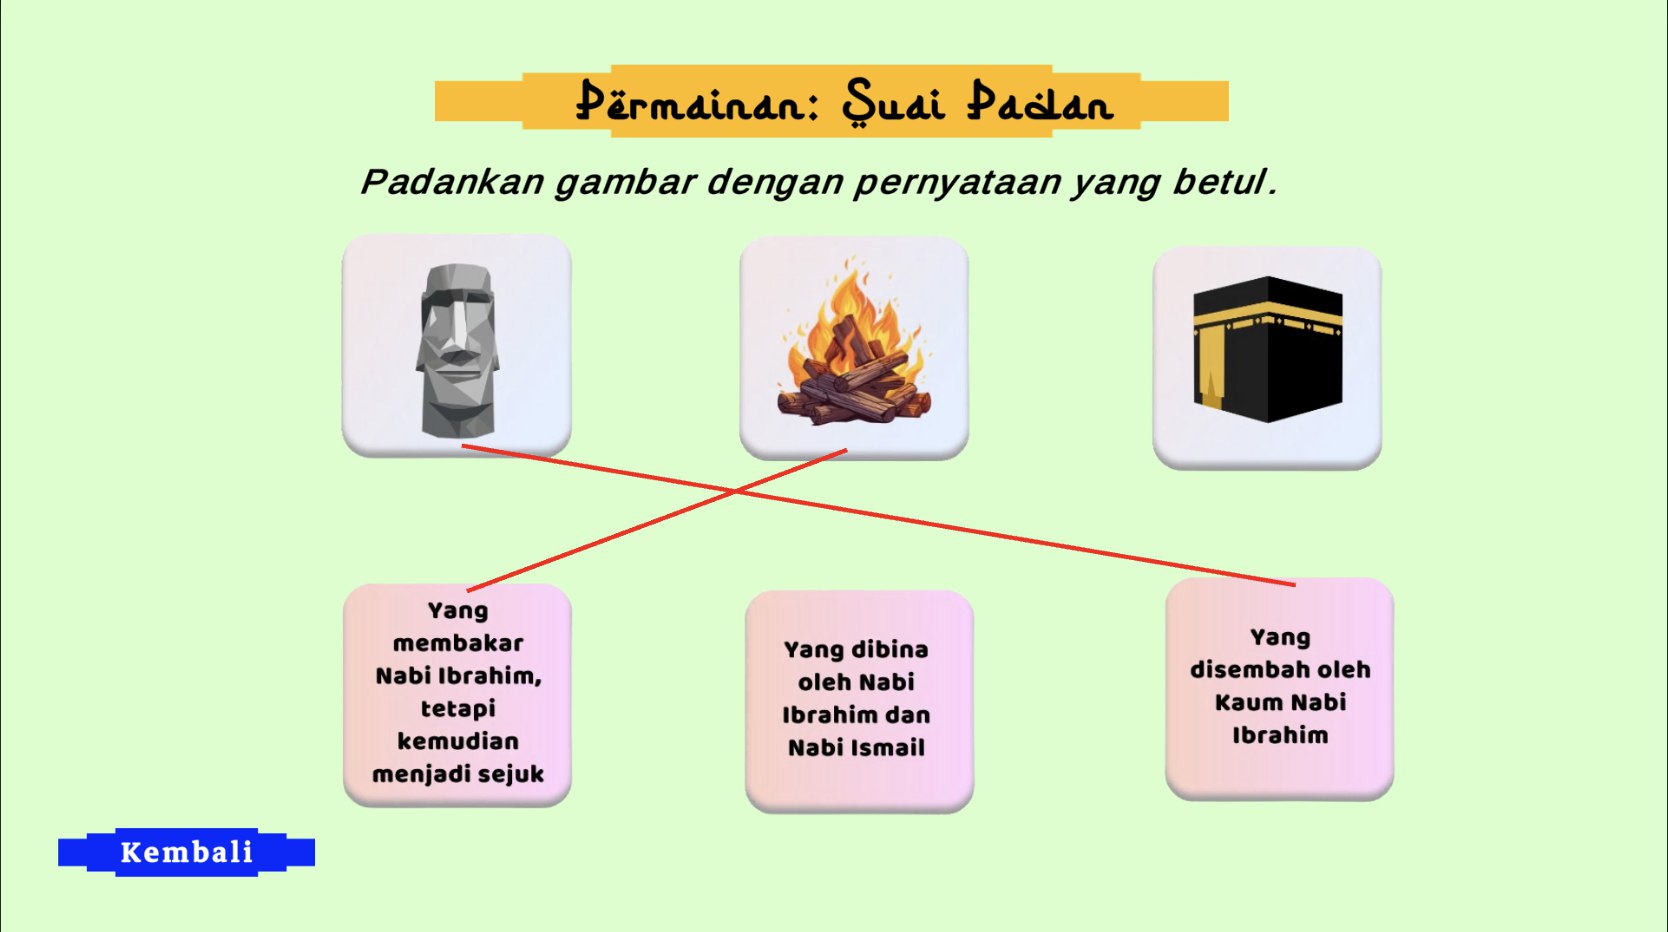 Permainan: Suai Padan
Padankan gambar dengan pernyataan yang betul.
Yang
membakar
Nabi Ibrahim,
tetapi
kemudian
menjadi sejuk
Yang dibina
oleh Nabi
Ibrahim dan
Nabi Ismail
Yang
disembah oleh
Kaum Nabi
Ibrahim
Kembali